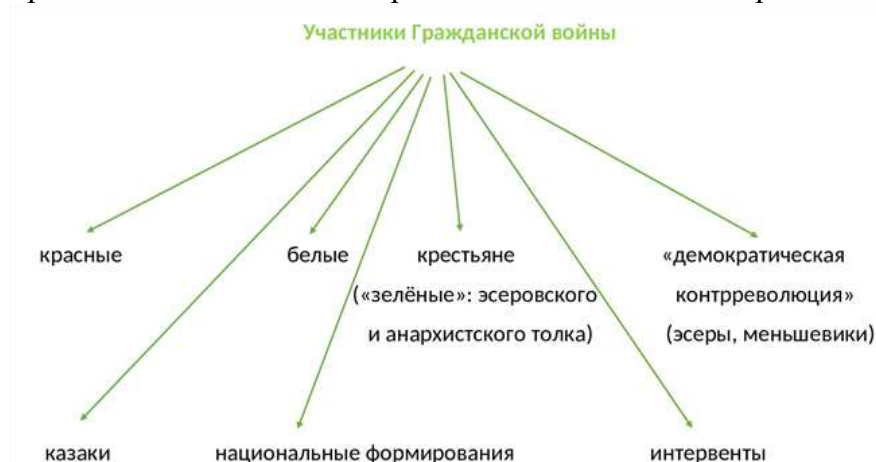 Участники Гражданской войны
красные белые крестьяне «демократическая
(«зелёные»: эсеровского контрреволюция»
и анархистского толка) (эсеры, меньшевики)
казаки национальные формирования интервенты